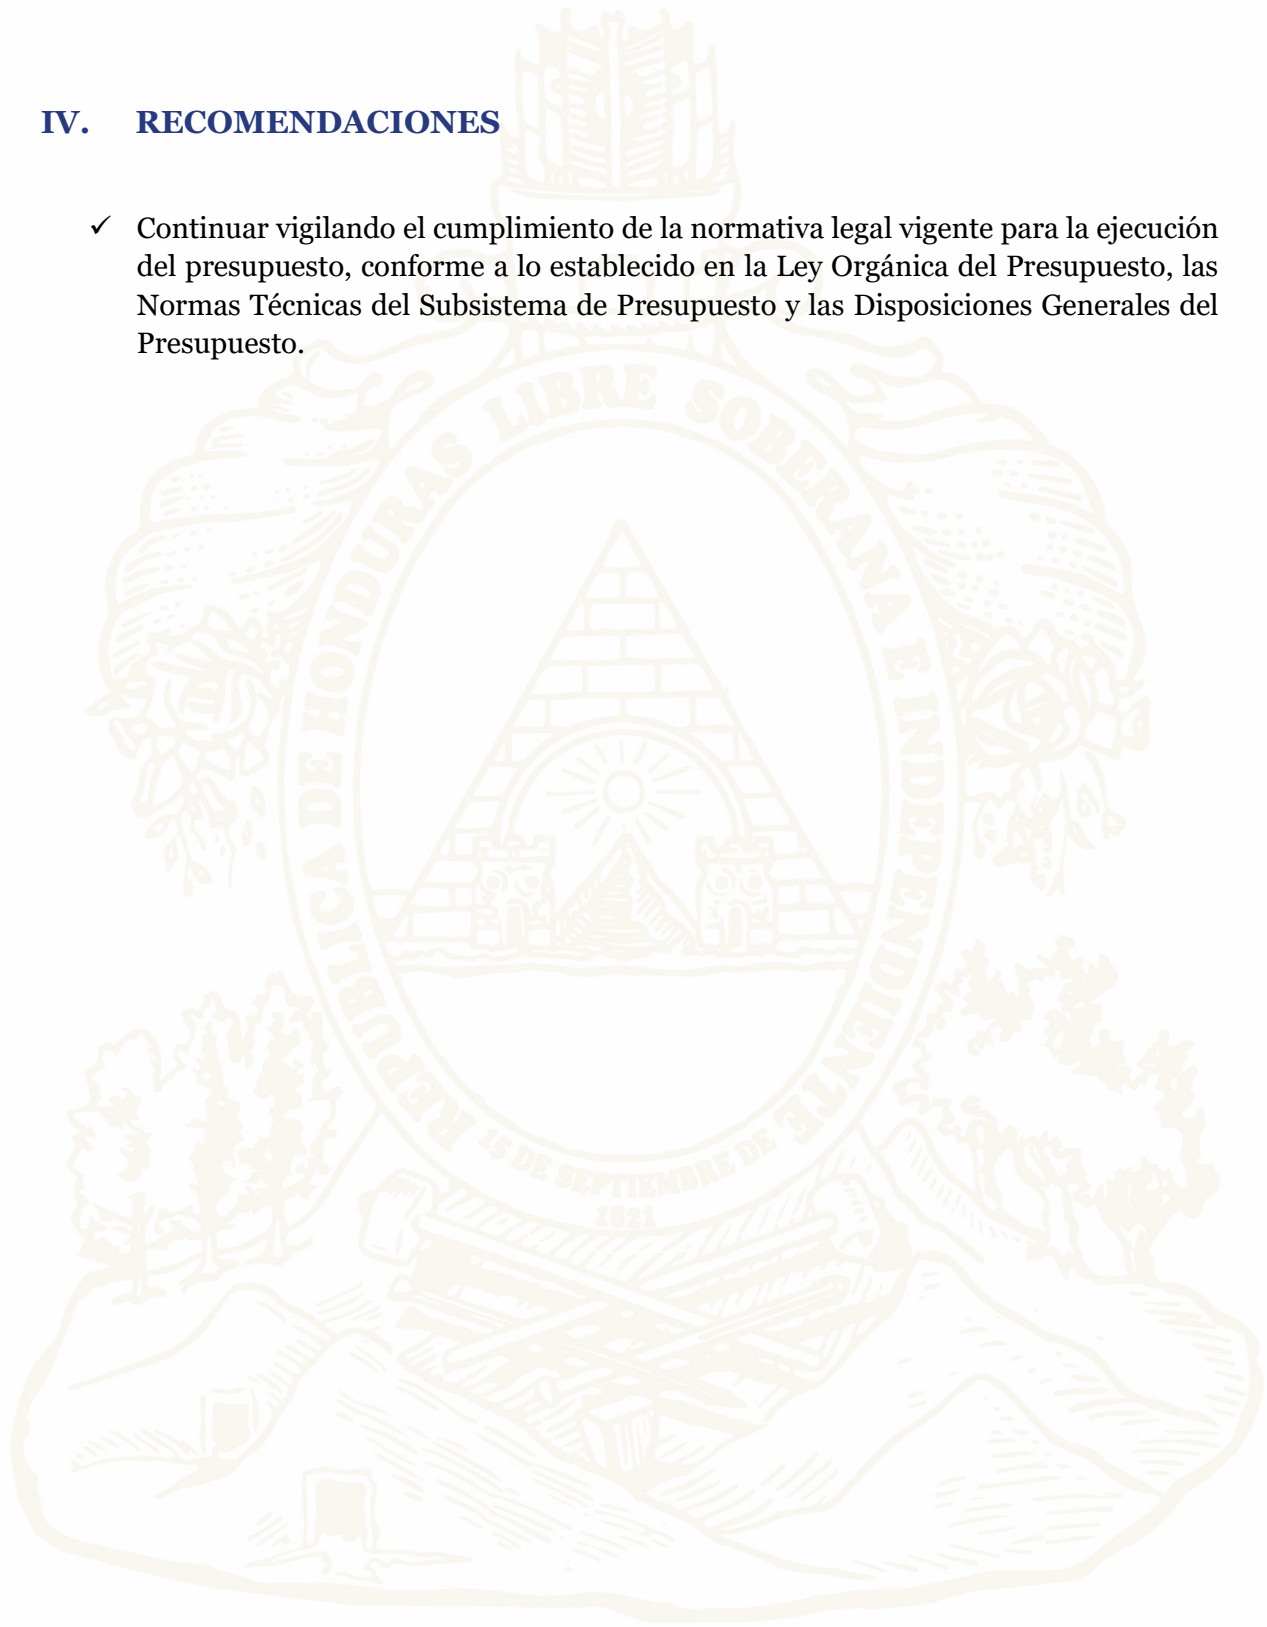 IV. RECOMENDACIONES
✓ Continuar vigilando el cumplimiento de la normativa legal vigente para la ejecución
del presupuesto, conforme a lo establecido en la Ley Orgánica del Presupuesto, las
Normas Técnicas del Subsistema de Presupuesto y las Disposiciones Generales del
Presupuesto.
REPUBLICA DE HONDURAS LIBRE SOBERANA E INDEPENDIENTE
15 DE SEPTIEMBRE DE
1821